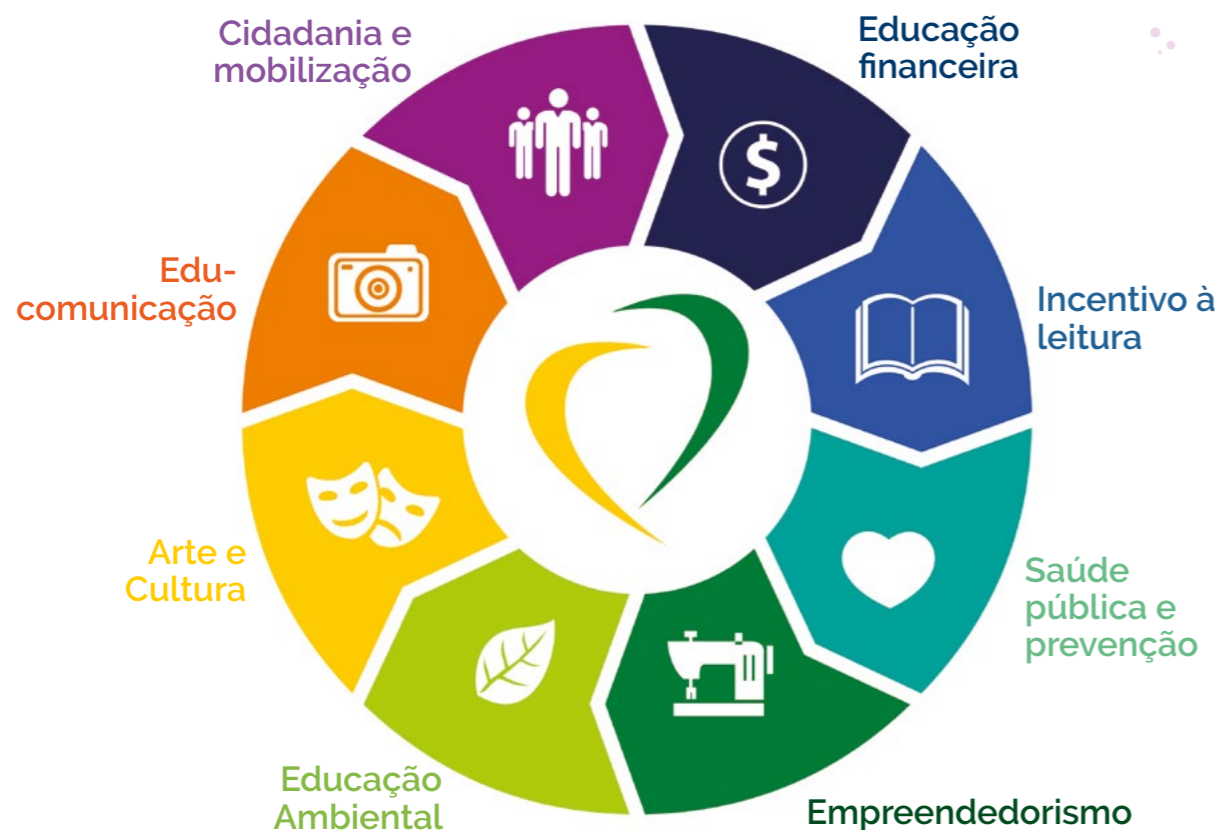 Cidadania e
mobilização
Educação
financeira
Edu-
comunicação
Incentivo à
leitura
Arte e
Cultura
Saúde
pública e
prevenção
Educação
Ambiental
Empreendedorismo
$